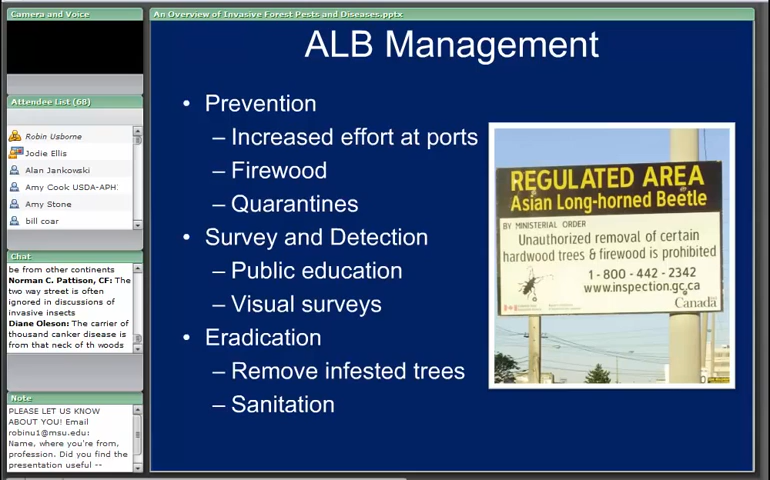 Camera and Voice
Attendee List (68)
Robin Usborne
Jodie Ellis
Alan Jankowski
Amy Cook USDA-APH
Amy Stone
bill coar
Chat
be from other continents
Norman C. Pattison, CF: The
two way street is often
ignored in discussions of
invasive insects
Diane Oleson: The carrier of
thousand canker disease is
from that neck of th woods
Note
PLEASE LET US KNOW
ABOUT YOU! Email
robinu1@msu.edu:
Name, where you're from,
profession. Did you find the
presentation useful --
An Overview of Invasive Forest Pests and Diseases.pptx
ALB Management
• Prevention
– Increased effort at ports
– Firewood
– Quarantines
• Survey and Detection
– Public education
– Visual surveys
• Eradication
– Remove infested trees
– Sanitation
REGULATED AREA
Asian Long-horned Beetle
BY MINISTERIAL ORDER
Unauthorized removal of certain
hardwood trees & firewood is prohibited
1-800-442-2342
www.inspection.gc.ca
Canada